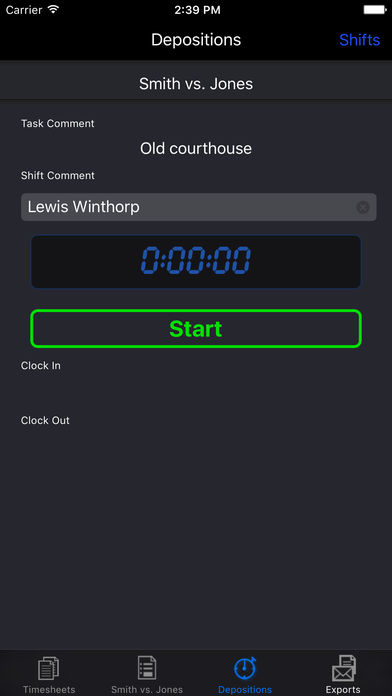 Carrier 2:39 PM
Depositions Shifts
Smith vs. Jones
Task Comment
Old courthouse
Shift Comment
Lewis Winthorp
0:00:00
Start
Clock In
Clock Out
Timesheets Smith vs. Jones Depositions Exports